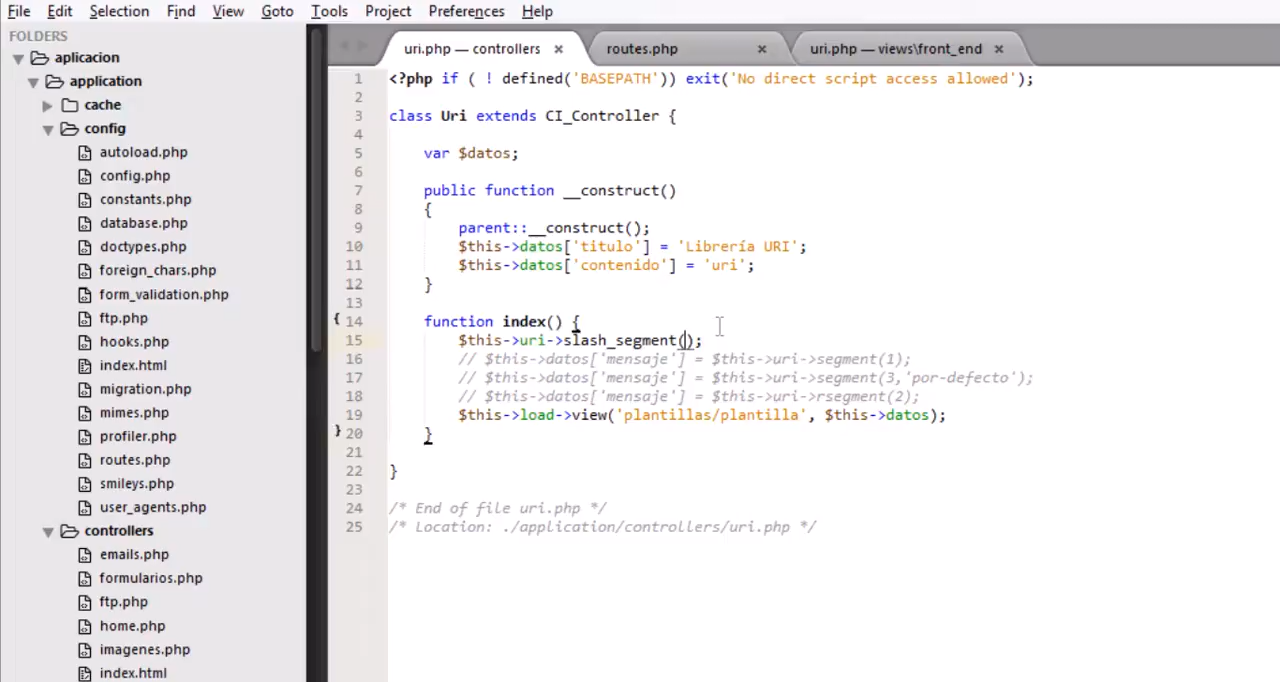 File Edit Selection Find View Goto Tools Project Preferences Help
FOLDERS
aplicacion
application
cache
config
autoload.php
config.php
constants.php
database.php
doctypes.php
foreign_chars.php
form_validation.php
ftp.php
hooks.php
index.html
migration.php
mimes.php
profiler.php
routes.php
smileys.php
user_agents.php
controllers
emails.php
formularios.php
ftp.php
home.php
imagenes.php
index.html
uri.php — controllers × routes.php × uri.php — views\front_end ×
1 <?php if ( ! defined('BASEPATH')) exit('No direct script access allowed');
2
3 class Uri extends CI_Controller {
4
5 var $datos;
6
7 public function __construct()
8 {
9 parent::__construct();
10 $this->datos['titulo'] = 'Librería URI';
11 $this->datos['contenido'] = 'uri';
12 }
13
{ 14 function index() {
15 $this->uri->slash_segment();
16 // $this->datos['mensaje'] = $this->uri->segment(1);
17 // $this->datos['mensaje'] = $this->uri->segment(3,'por-defecto');
18 // $this->datos['mensaje'] = $this->uri->rsegment(2);
19 $this->load->view('plantillas/plantilla', $this->datos);
} 20 }
21
22 }
23
24 /* End of file uri.php */
25 /* Location: ./application/controllers/uri.php */